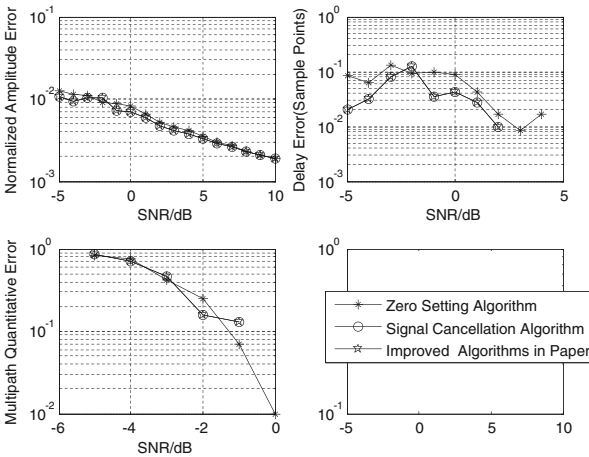 Normalized Amplitude Error
10^-1
10^-2
10^-3
-5 0 5 10
SNR/dB
Delay Error(Sample Points)
10^0
10^-1
10^-2
10^-3
-5 0 5
SNR/dB
Multipath Quantitative Error
10^0
10^-1
10^-2
-6 -4 -2 0
SNR/dB
10^0
Zero Setting Algorithm
Signal Cancellation Algorithm
Improved Algorithms in Paper
10^-1
-5 0 5 10